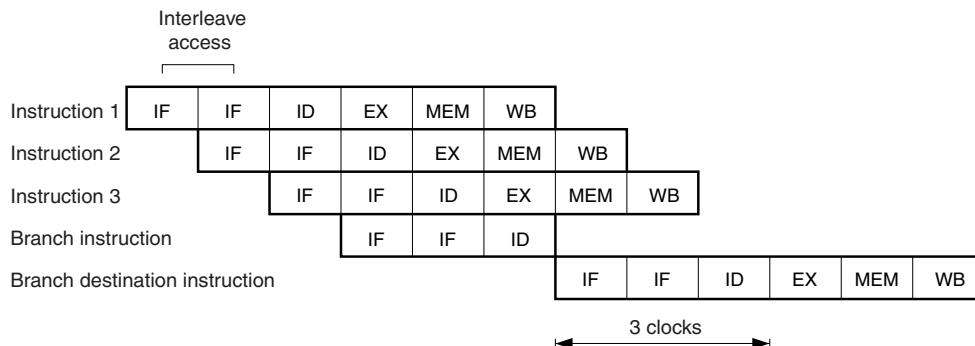 Interleave
access
Instruction 1 IF IF ID EX MEM WB
Instruction 2 IF IF ID EX MEM WB
Instruction 3 IF IF ID EX MEM WB
Branch instruction IF IF ID
Branch destination instruction IF IF ID EX MEM WB
3 clocks